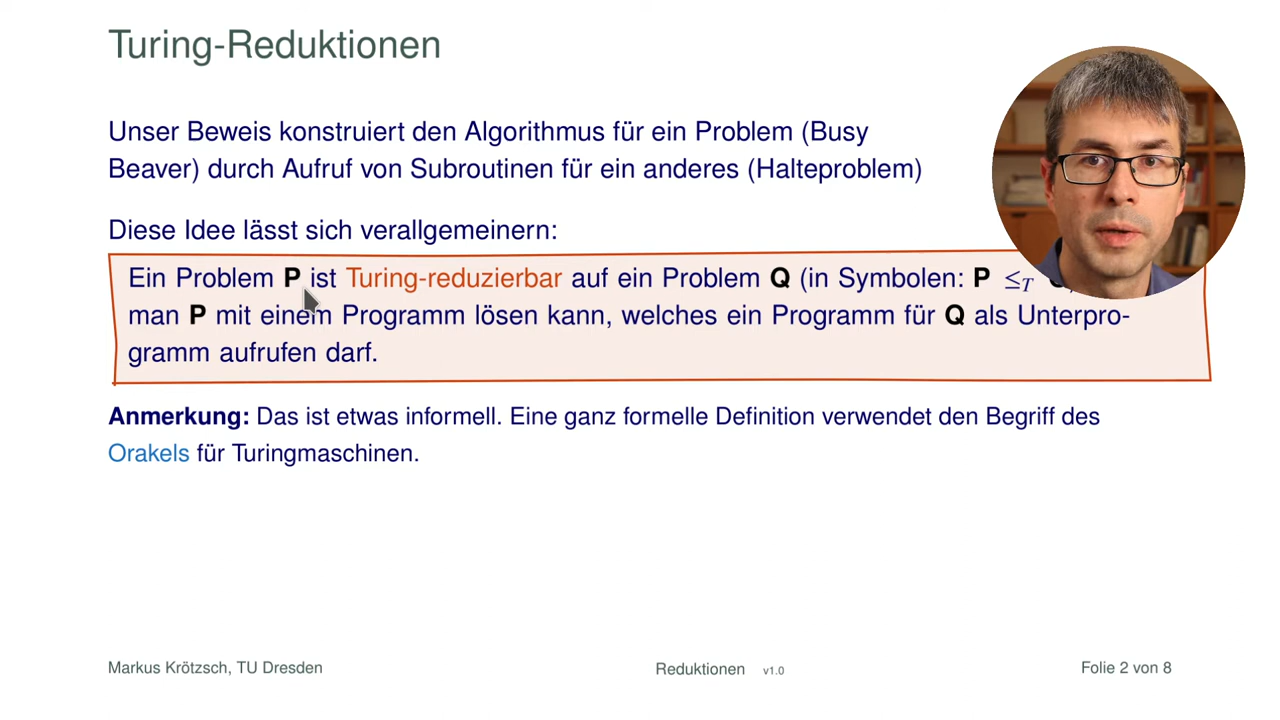 Turing-Reduktionen
Unser Beweis konstruiert den Algorithmus für ein Problem (Busy
Beaver) durch Aufruf von Subroutinen für ein anderes (Halteproblem)
Diese Idee lässt sich verallgemeinern:
Ein Problem P ist Turing-reduzierbar auf ein Problem Q (in Symbolen: P ≤T
man P mit einem Programm lösen kann, welches ein Programm für Q als Unterpro-
gramm aufrufen darf.
Anmerkung: Das ist etwas informell. Eine ganz formelle Definition verwendet den Begriff des
Orakels für Turingmaschinen.
Markus Krötzsch, TU Dresden Reduktionen v1.0 Folie 2 von 8